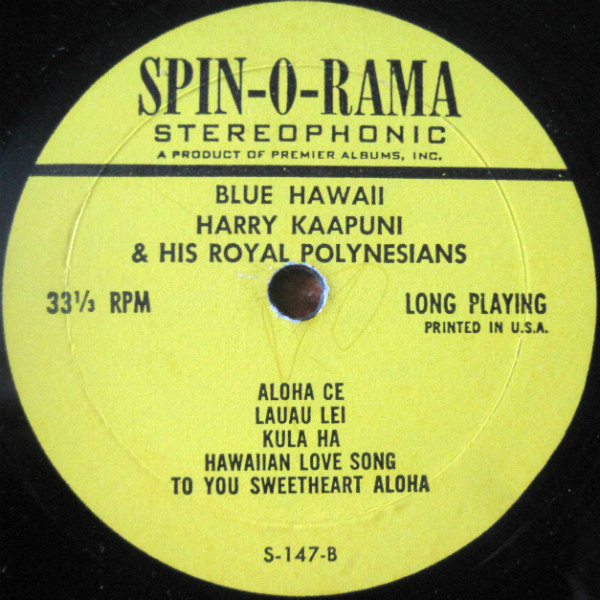 SPIN-O-RAMA
STEREOPHONIC
A PRODUCT OF PREMIER ALBUMS, INC.
BLUE HAWAII
HARRY KAAPUNI
& HIS ROYAL POLYNESIANS
33⅓ RPM
LONG PLAYING
PRINTED IN U.S.A.
ALOHA CE
LAUAU LEI
KULA HA
HAWAIIAN LOVE SONG
TO YOU SWEETHEART ALOHA
S-147-B